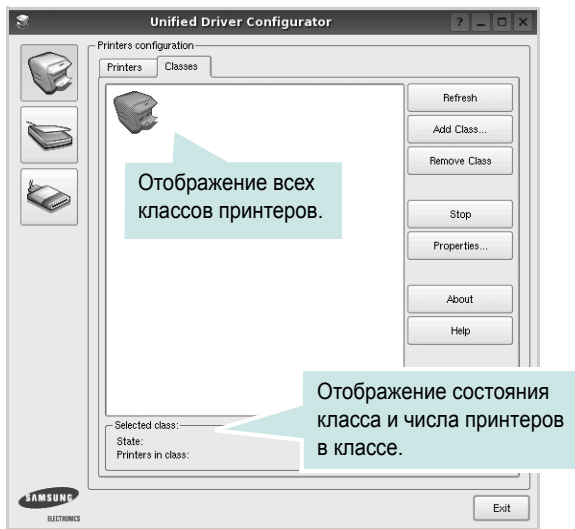 Unified Driver Configurator
Printers configuration
Printers
Classes
Refresh
Add Class...
Remove Class
Отображение всех
классов принтеров.
Stop
Properties...
About
Help
Отображение состояния
класса и числа принтеров
в классе.
Selected class:
State:
Printers in class:
SAMSUNG
ELECTRONICS
Exit